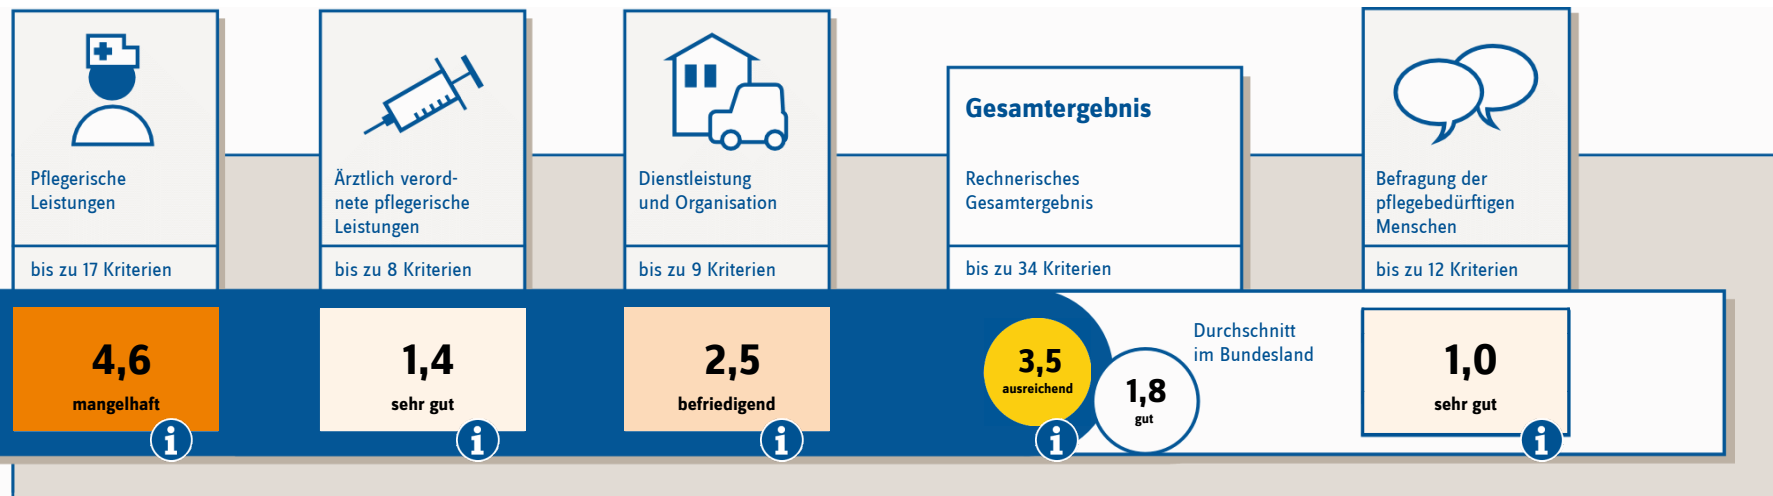 Pflegerische
Leistungen
bis zu 17 Kriterien
4,6
mangelhaft
i
Ärztlich verord-
nete pflegerische
Leistungen
bis zu 8 Kriterien
1,4
sehr gut
i
Dienstleistung
und Organisation
bis zu 9 Kriterien
2,5
befriedigend
i
Gesamtergebnis
Rechnerisches
Gesamtergebnis
bis zu 34 Kriterien
3,5
ausreichend
i
1,8
gut
Durchschnitt
im Bundesland
Befragung der
pflegebedürftigen
Menschen
bis zu 12 Kriterien
1,0
sehr gut
i